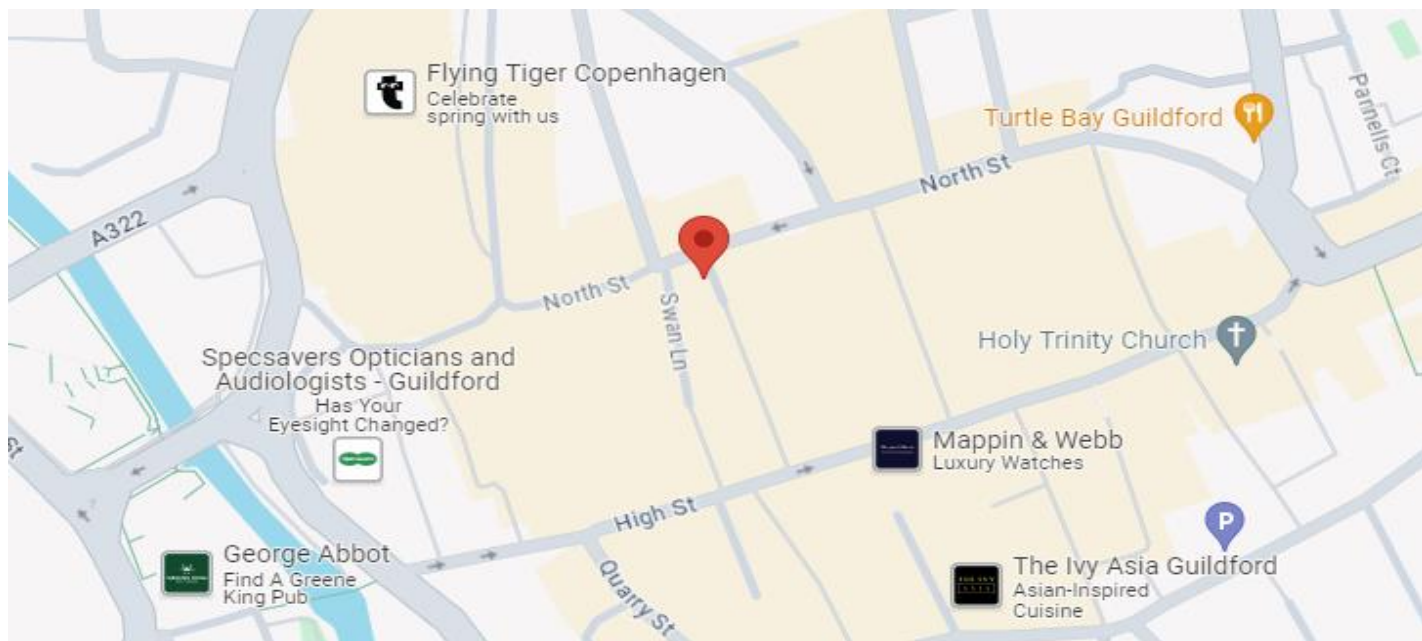 Flying Tiger Copenhagen
Celebrate
spring with us
Turtle Bay Guildford
Pannells Ct
North St
A322
North St
Swan Ln
Holy Trinity Church
Specsavers Opticians and
Audiologists - Guildford
Has Your
Eyesight Changed?
St
Mappin & Webb
Luxury Watches
High St
P
George Abbot
Find A Greene
King Pub
Quarry St
The Ivy Asia Guildford
Asian-Inspired
Cuisine